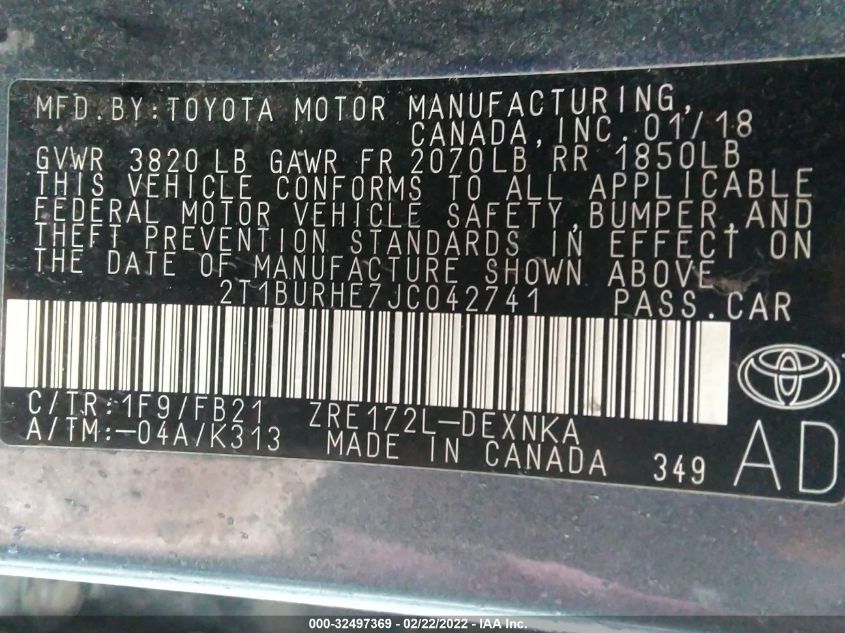 MFD.BY:TOYOTA MOTOR MANUFACTURING,
CANADA,INC. 01/18
GVWR 3820 LB GAWR FR 2070LB RR 1850LB
THIS VEHICLE CONFORMS TO ALL APPLICABLE
FEDERAL MOTOR VEHICLE SAFETY,BUMPER,AND
THEFT PREVENTION STANDARDS IN EFFECT ON
THE DATE OF MANUFACTURE SHOWN ABOVE.
2T1BURHE7JC042741 PASS.CAR
C/TR:1F9/FB21 ZRE172L-DEXNKA
A/TM:-04A/K313 MADE IN CANADA 349 AD
000-32497369 - 02/22/2022 - IAA Inc.